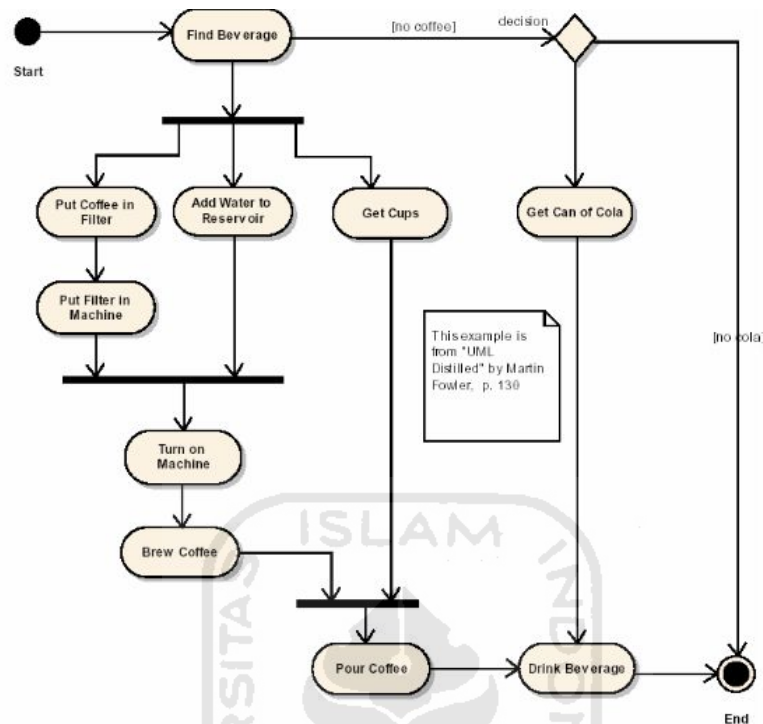 Find Beverage
[no coffee]
decision
Start
Put Coffee in
Filter
Add Water to
Reservoir
Get Cups
Get Can of Cola
Put Filter in
Machine
This example is
from "UML
Distilled" by Martin
Fowler, p. 130
[no cola]
Turn on
Machine
Brew Coffee
ISLAM
Pour Coffee
Drink Beverage
End